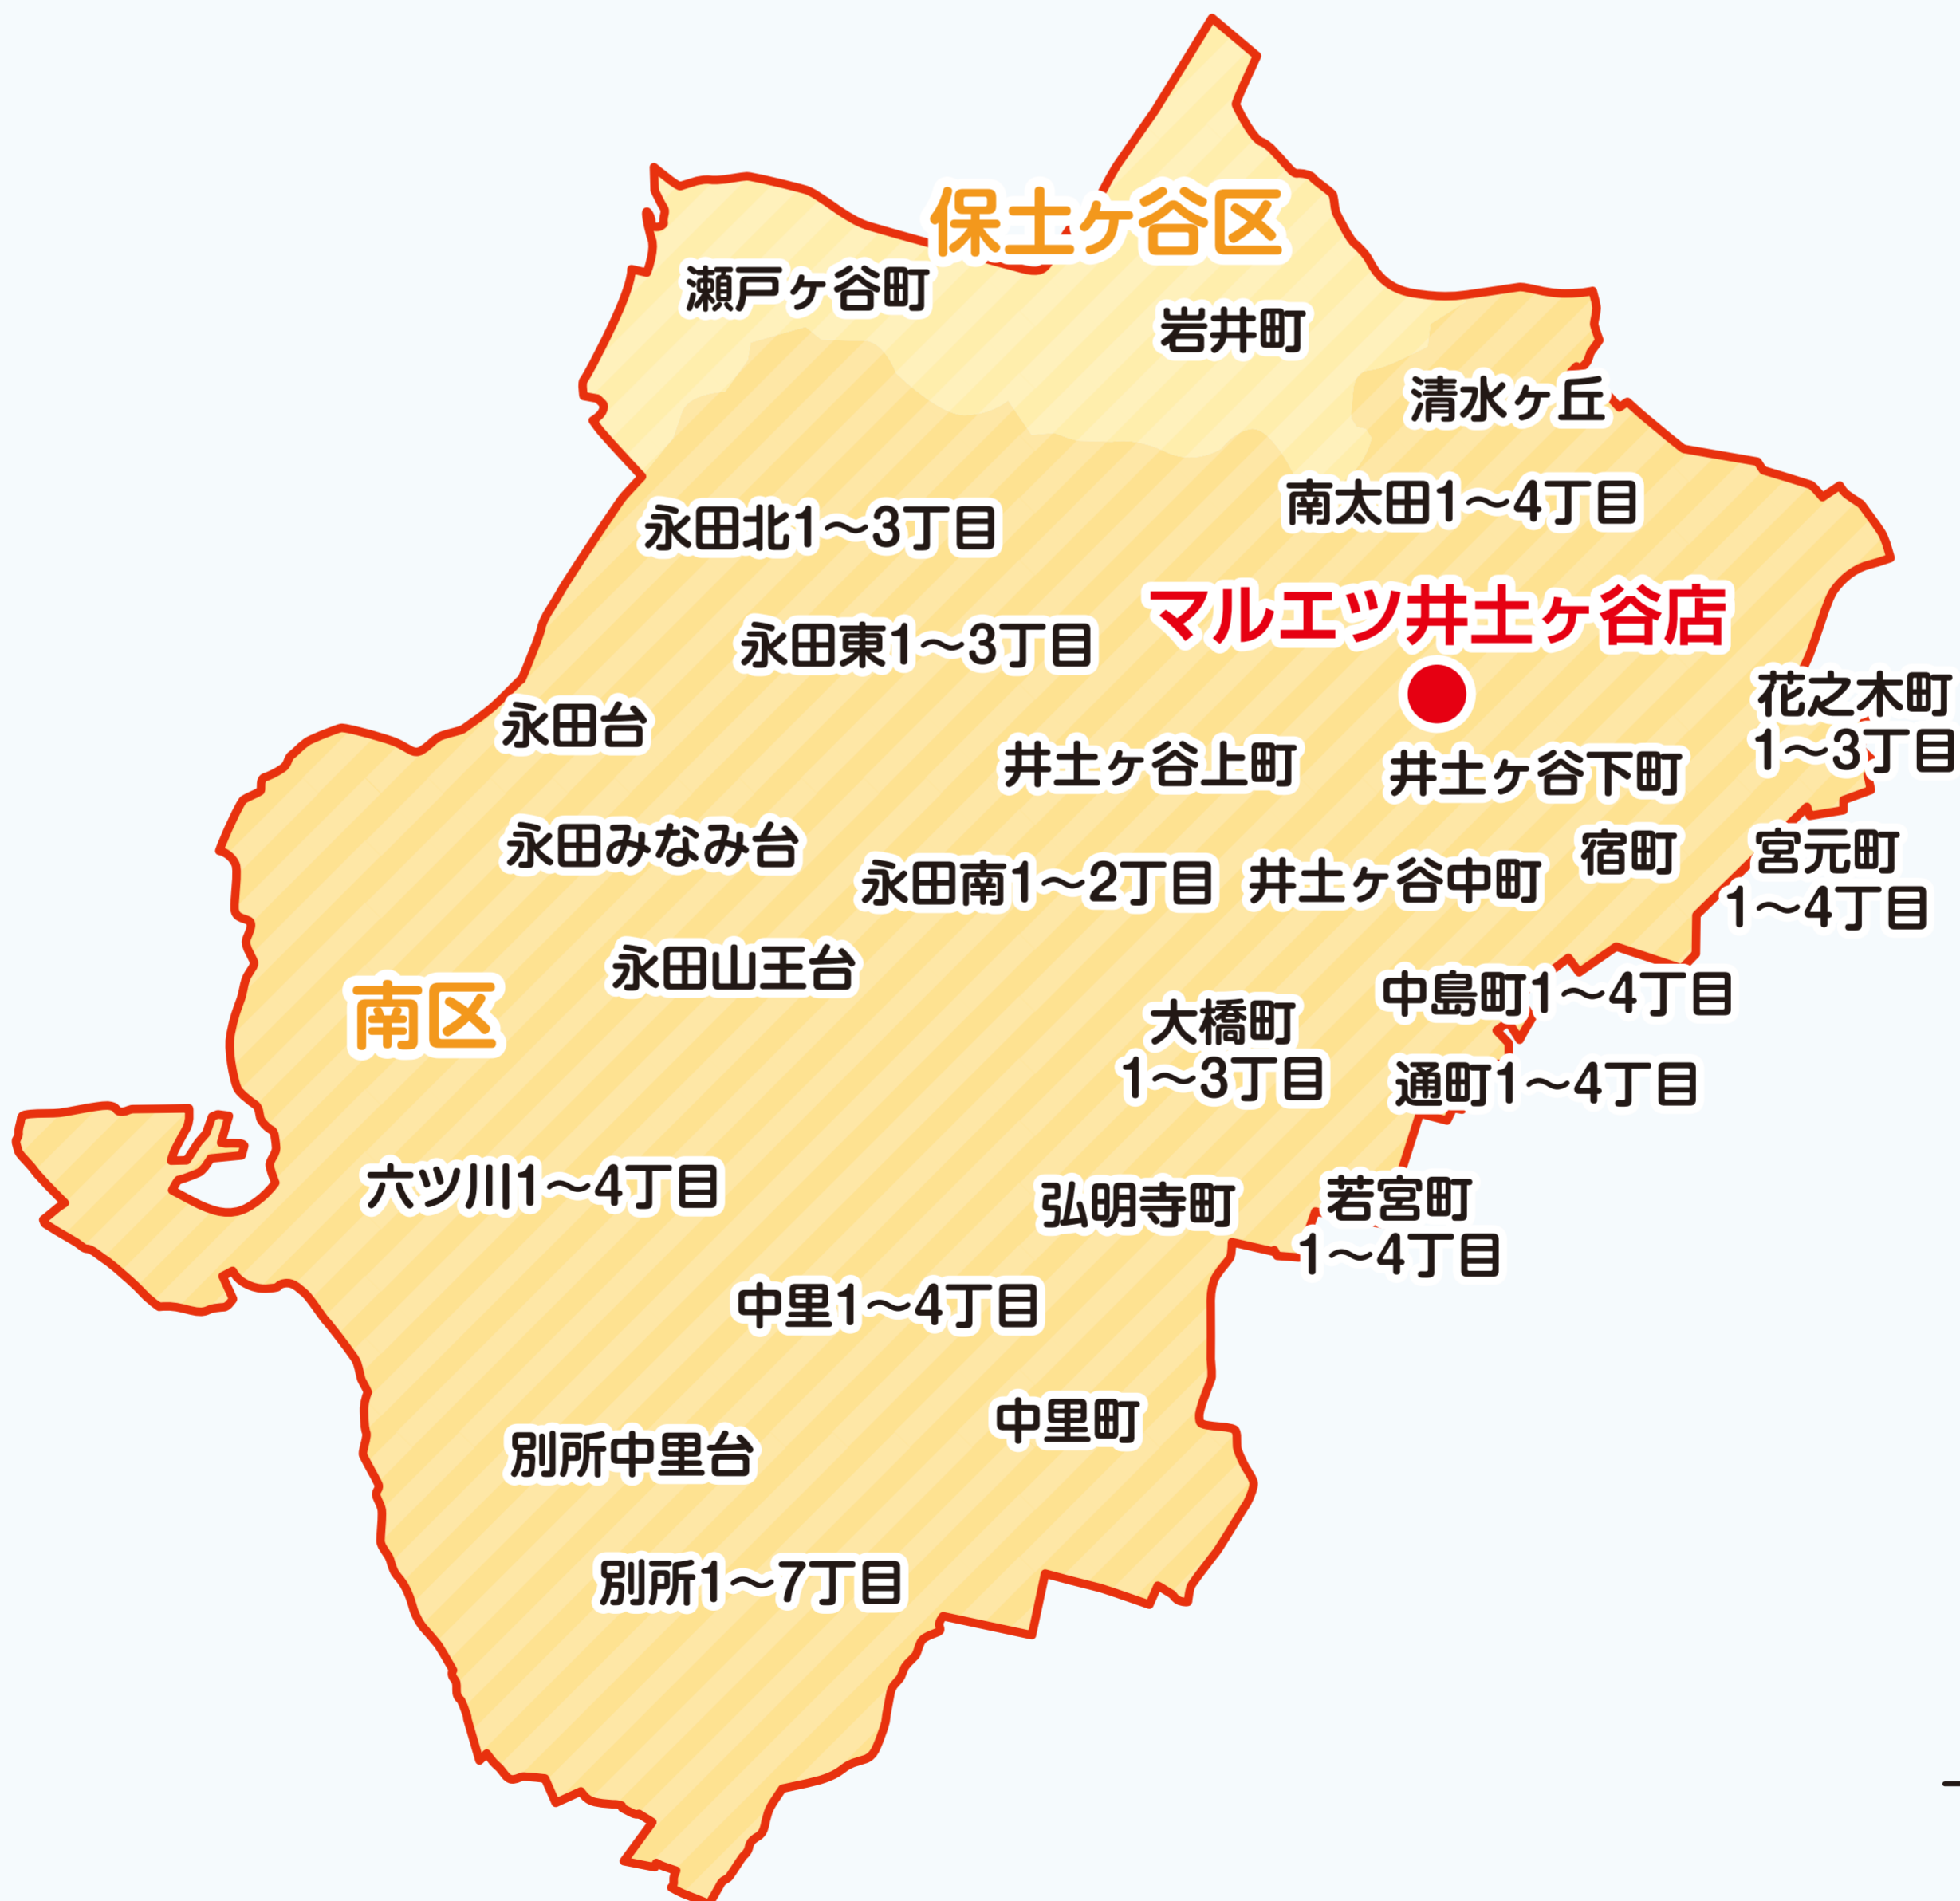 保土ヶ谷区
瀬戸ヶ谷町
岩井町
清水ヶ丘
南太田1～4丁目
永田北1～3丁目
マルエツ井土ヶ谷店
永田東1～3丁目
花之木町
1～3丁目
永田台
井土ヶ谷上町
井土ヶ谷下町
永田みなみ台
宿町
宮元町
1～4丁目
永田南1～2丁目
井土ヶ谷中町
永田山王台
南区
中島町1～4丁目
大橋町
1～3丁目
通町1～4丁目
六ツ川1～4丁目
弘明寺町
若宮町
1～4丁目
中里1～4丁目
中里町
別所中里台
別所1～7丁目